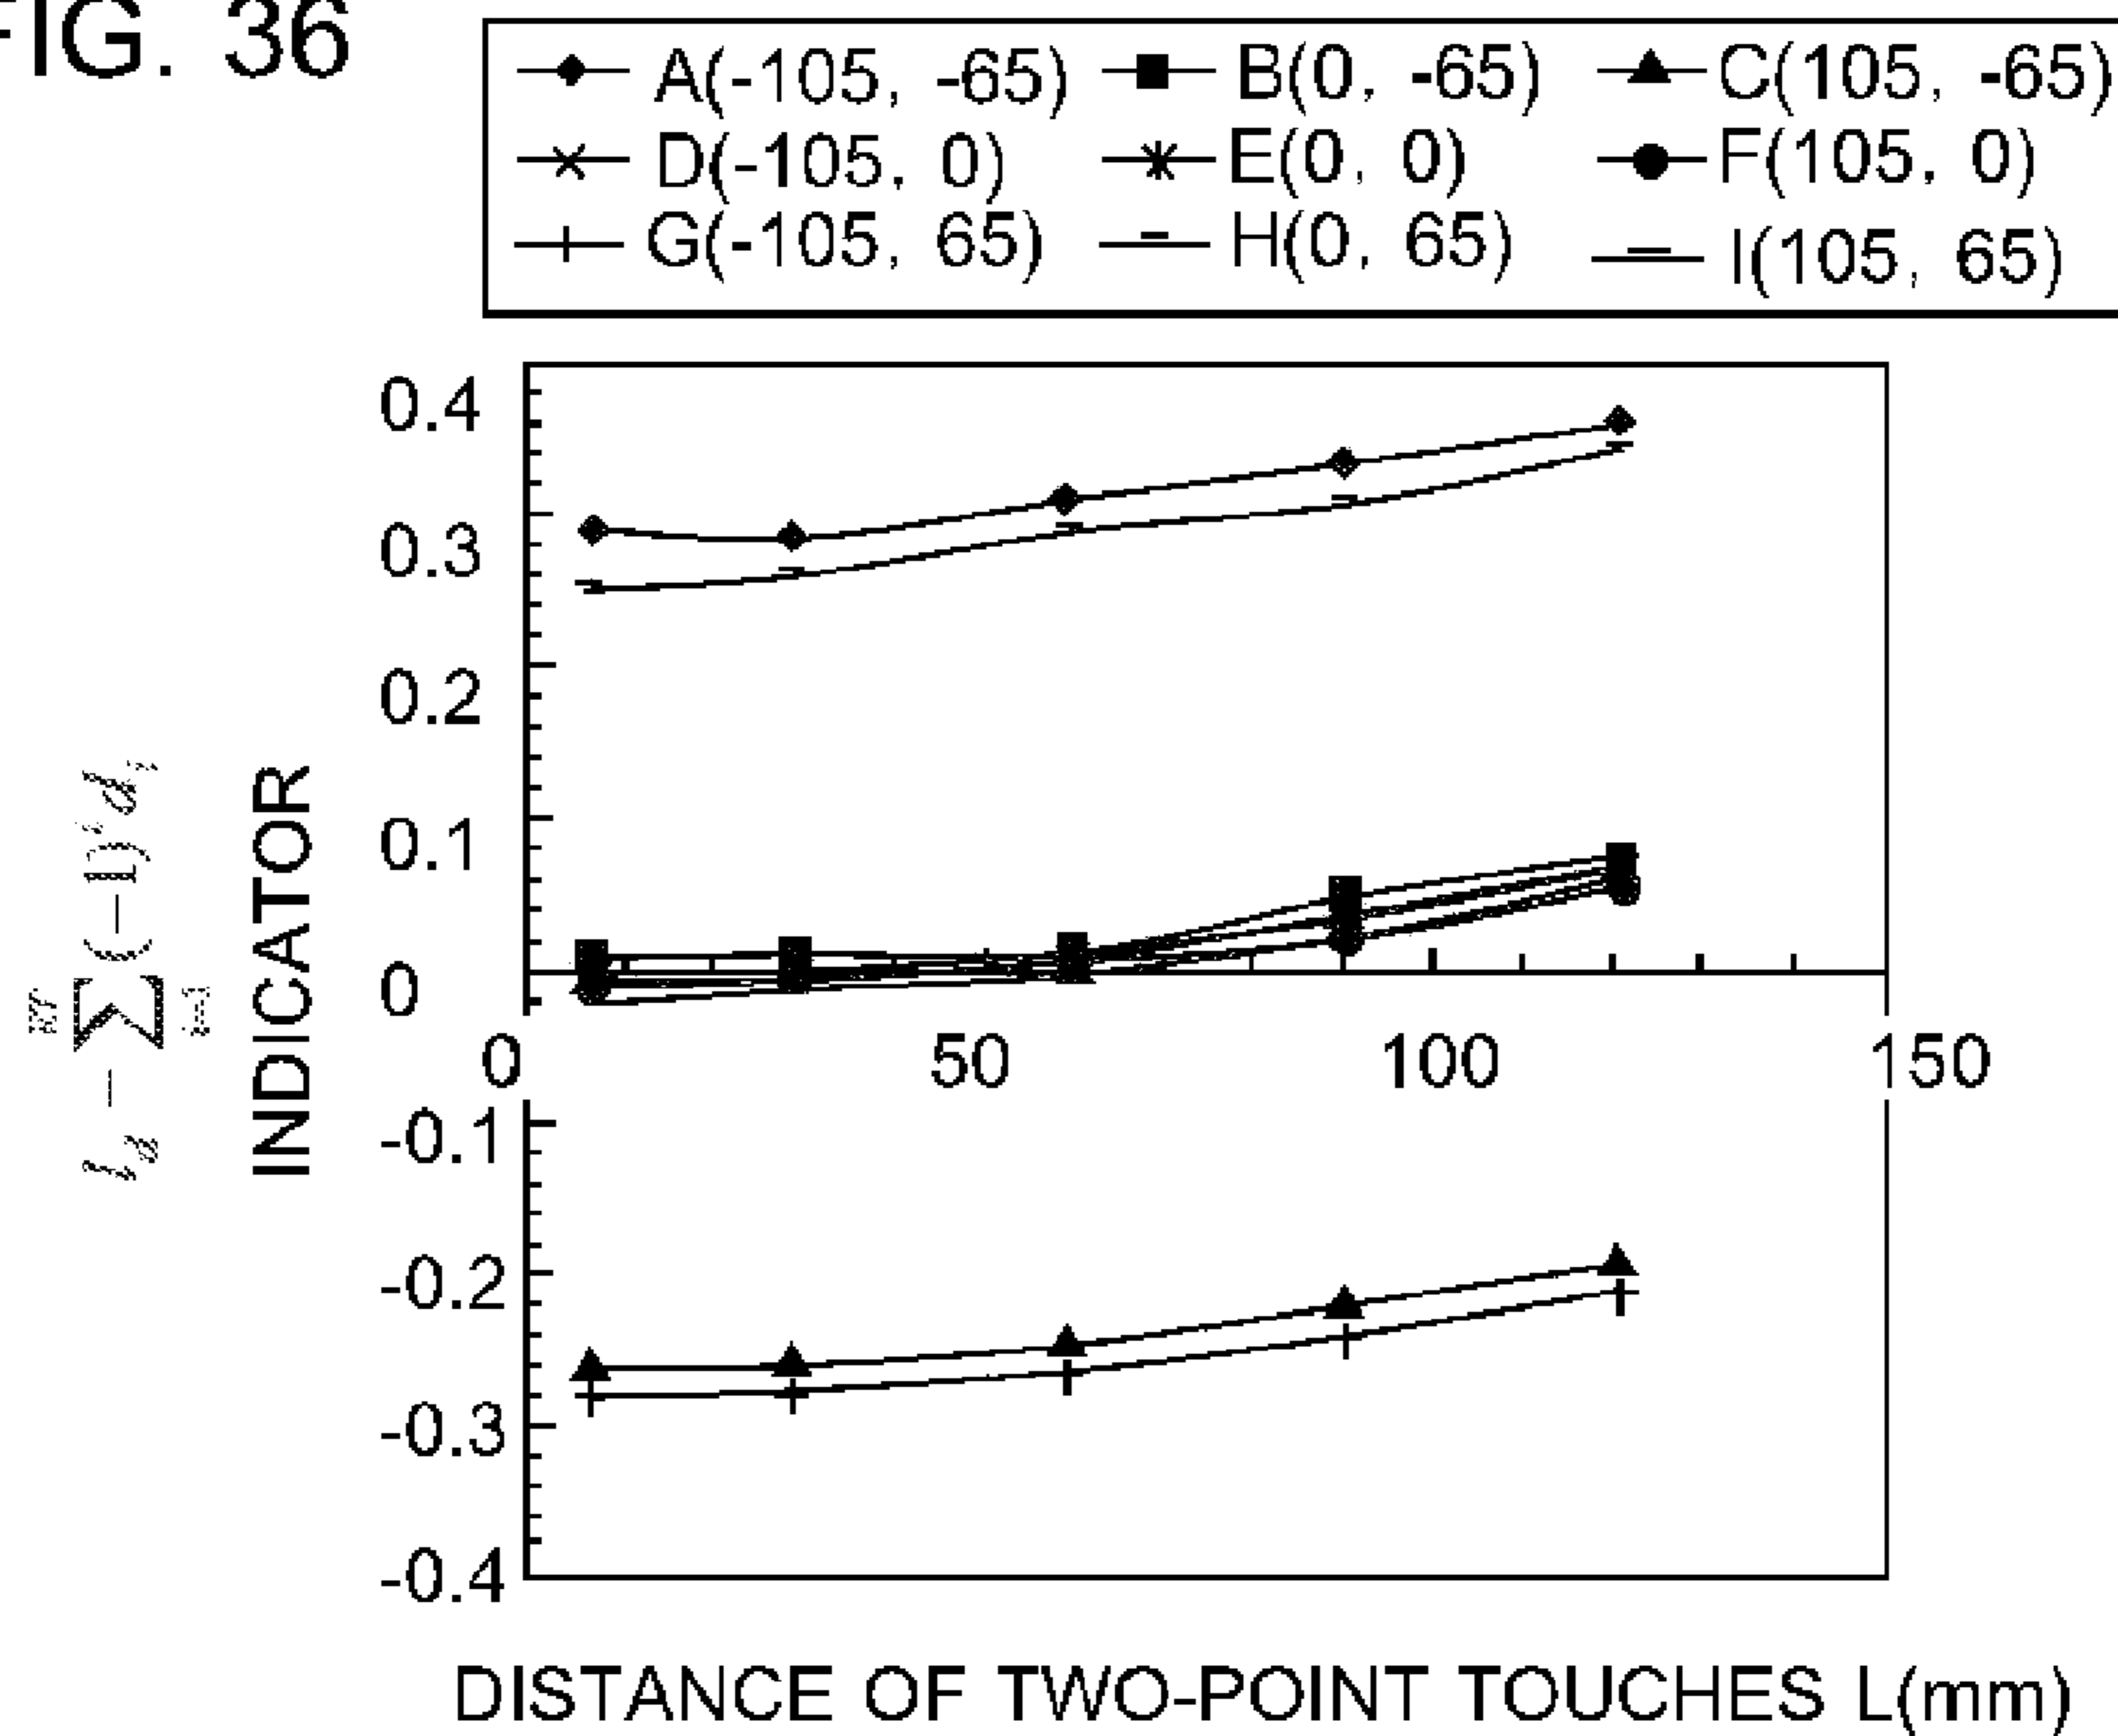 FIG. 36
A(-105, -65) B(0, -65) C(105, -65)
D(-105, 0) E(0, 0) F(105, 0)
G(-105, 65) H(0, 65) I(105, 65)
0.4
0.3
0.2
0.1
0
0 50 100 150
-0.1
-0.2
-0.3
-0.4
INDICATOR
DISTANCE OF TWO-POINT TOUCHES L(mm)